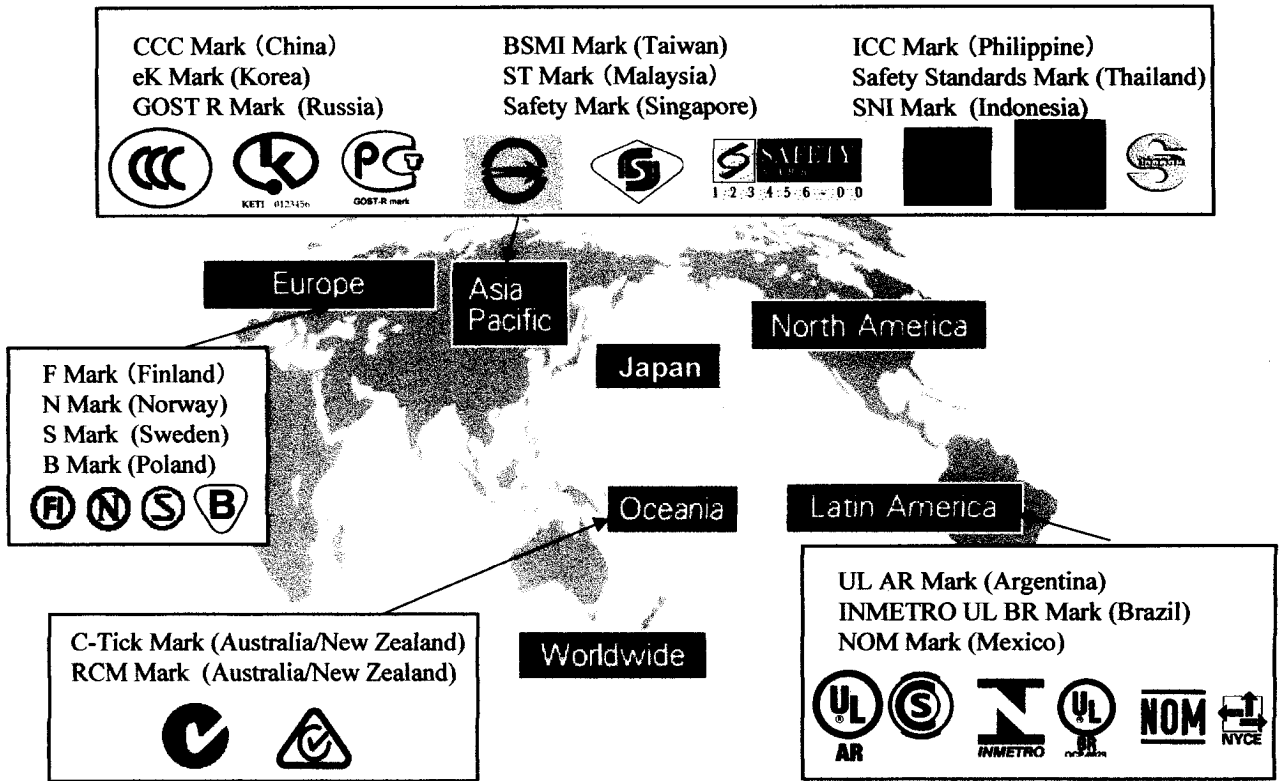 CCC Mark（China）
eK Mark (Korea)
GOST R Mark (Russia)
BSMI Mark (Taiwan)
ST Mark（Malaysia）
Safety Mark (Singapore)
ICC Mark（Philippine）
Safety Standards Mark (Thailand)
SNI Mark (Indonesia)
CCC
KETI 0123456
PG
GOST-R mark
S
SAFETY
1 2 3 4 5 6 - 0 0
Europe
Asia
Pacific
North America
Japan
F Mark（Finland）
N Mark (Norway)
S Mark (Sweden)
B Mark (Poland)
FI N S B
Oceania
Latin America
C-Tick Mark (Australia/New Zealand)
RCM Mark (Australia/New Zealand)
Worldwide
UL AR Mark (Argentina)
INMETRO UL BR Mark (Brazil)
NOM Mark (Mexico)
UL
AR
S
INMETRO
UL
BR
NOM
NYCE